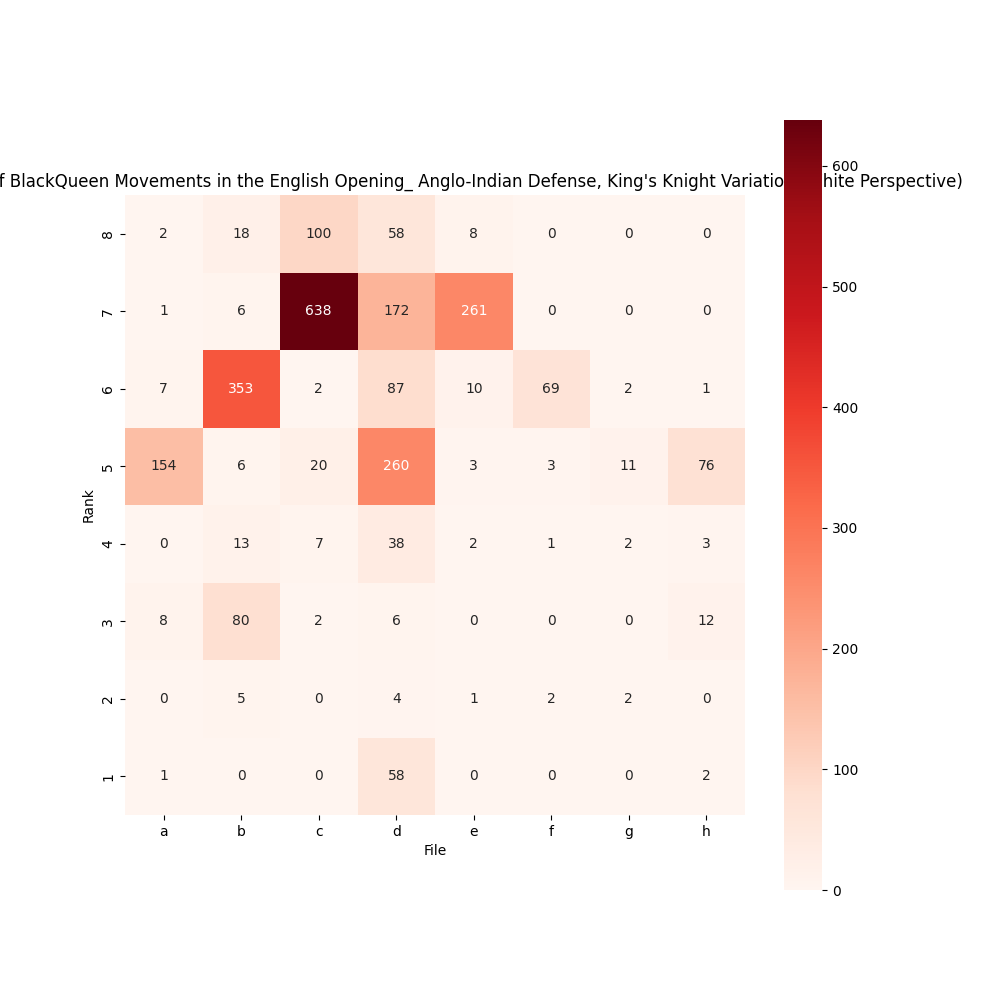 f BlackQueen Movements in the English Opening_ Anglo-Indian Defense, King's Knight Variatio hite Perspective)
8 2 18 100 58 8 0 0 0
7 1 6 638 172 261 0 0 0
6 7 353 2 87 10 69 2 1
5 154 6 20 260 3 3 11 76
Rank
4 0 13 7 38 2 1 2 3
3 8 80 2 6 0 0 0 12
2 0 5 0 4 1 2 2 0
1 1 0 0 58 0 0 0 2
a b c d e f g h
File
600
500
400
300
200
100
0